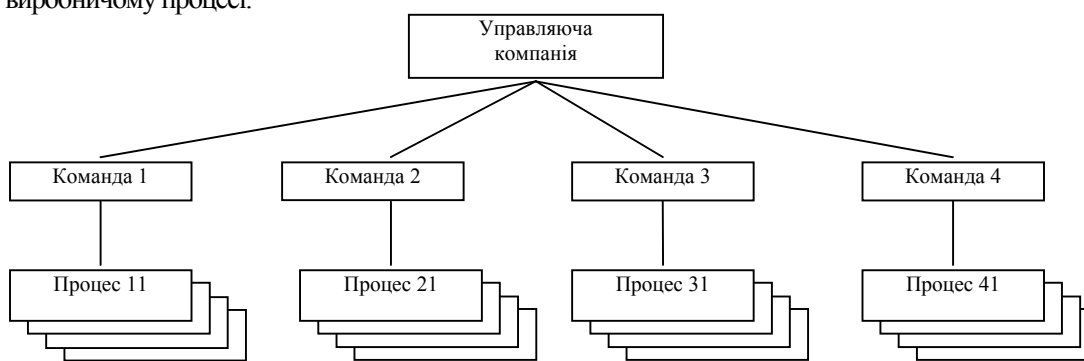 виробничому процесі.
Управляюча
компанія
Команда 1
Команда 2
Команда 3
Команда 4
Процес 11
Процес 21
Процес 31
Процес 41